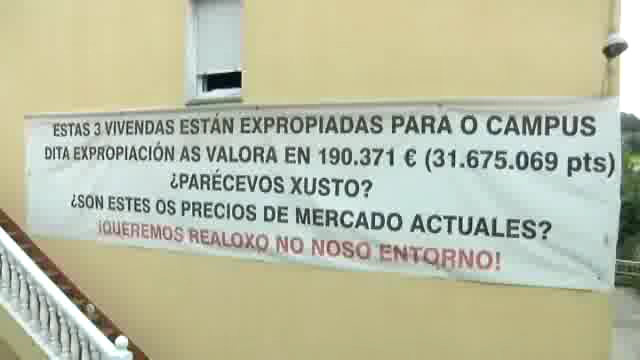 ESTAS 3 VIVENDAS ESTÁN EXPROPIADAS PARA O CAMPUS
DITA EXPROPIACIÓN AS VALORA EN 190.371 € (31.675.069 pts)
¿PARÉCEVOS XUSTO?
¿SON ESTES OS PRECIOS DE MERCADO ACTUALES?
¡QUEREMOS REALOXO NO NOSO ENTORNO!